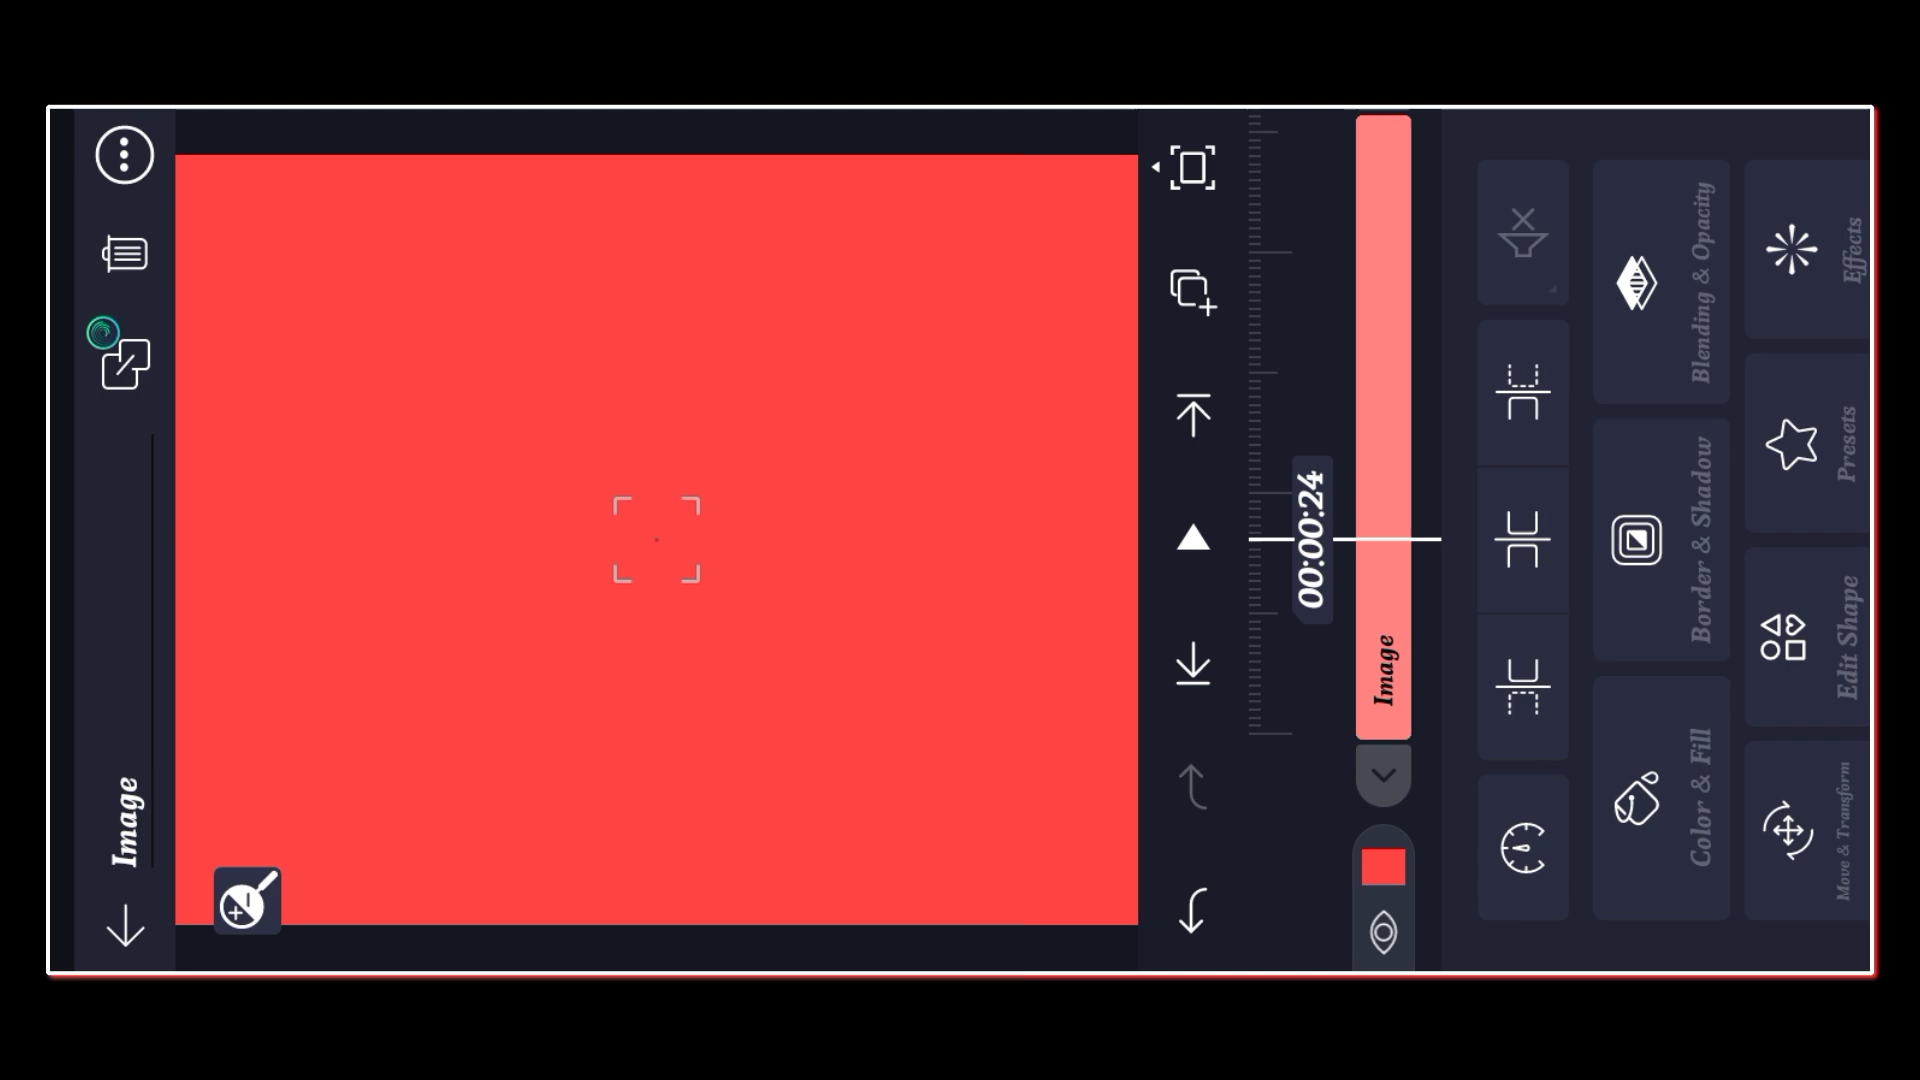 Image
00:00:24
Image
Color & Fill
Border & Shadow
Blending & Opacity
Move & Transform
Edit Shape
Presets
Effects